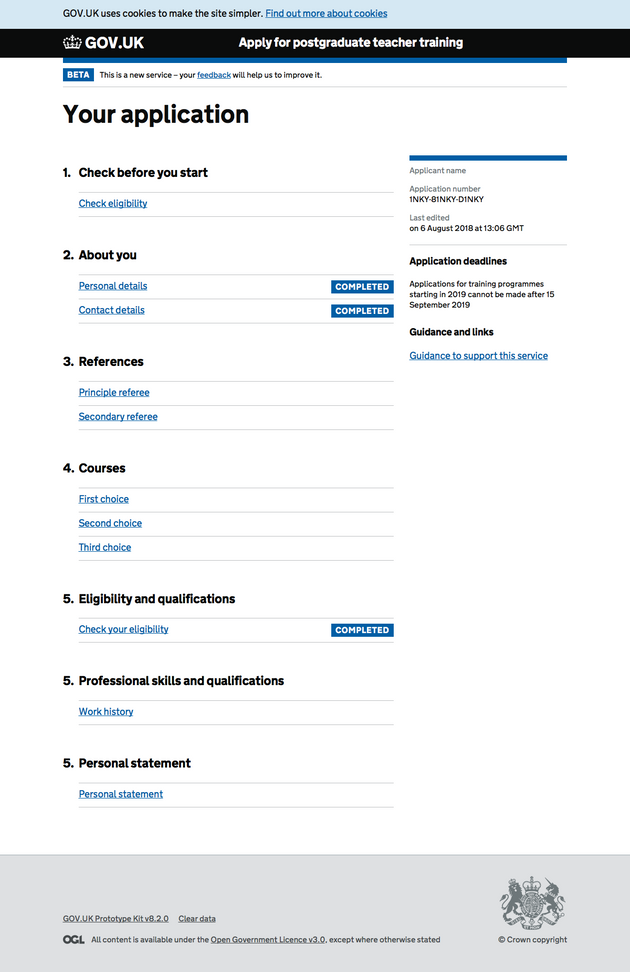 GOV.UK uses cookies to make the site simpler. Find out more about cookies
GOV.UK Apply for postgraduate teacher training
BETA This is a new service – your feedback will help us to improve it.
Your application
1. Check before you start
Check eligibility
2. About you
Personal details COMPLETED
Contact details COMPLETED
3. References
Principle referee
Secondary referee
4. Courses
First choice
Second choice
Third choice
5. Eligibility and qualifications
Check your eligibility COMPLETED
5. Professional skills and qualifications
Work history
5. Personal statement
Personal statement
Applicant name
Application number
1NKY-81NKY-D1NKY
Last edited
on 6 August 2018 at 13:06 GMT
Application deadlines
Applications for training programmes
starting in 2019 cannot be made after 15
September 2019
Guidance and links
Guidance to support this service
GOV.UK Prototype Kit v8.2.0 Clear data
OGL All content is available under the Open Government Licence v3.0, except where otherwise stated
© Crown copyright